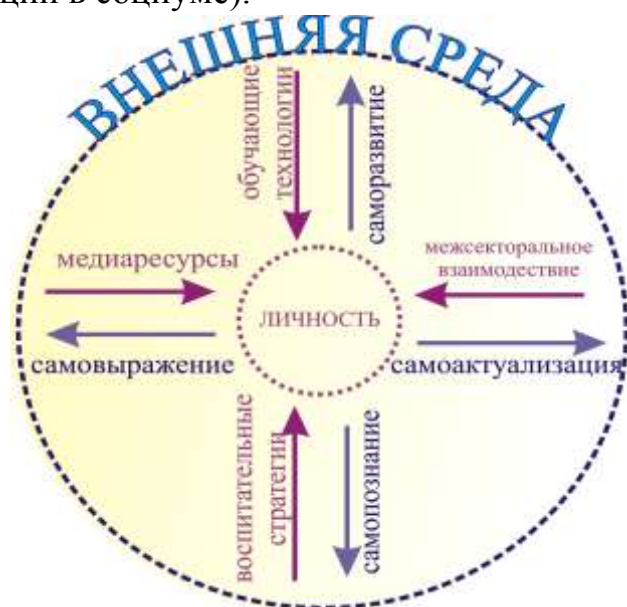 ции в социуме).
ВНЕШНЯЯ СРЕДА
обучающие
технологии
саморазвитие
медиаресурсы
межсекторальное
взаимодествие
ЛИЧНОСТЬ
самовыражение
самоактуализация
воспитательные
стратегии
самопознание